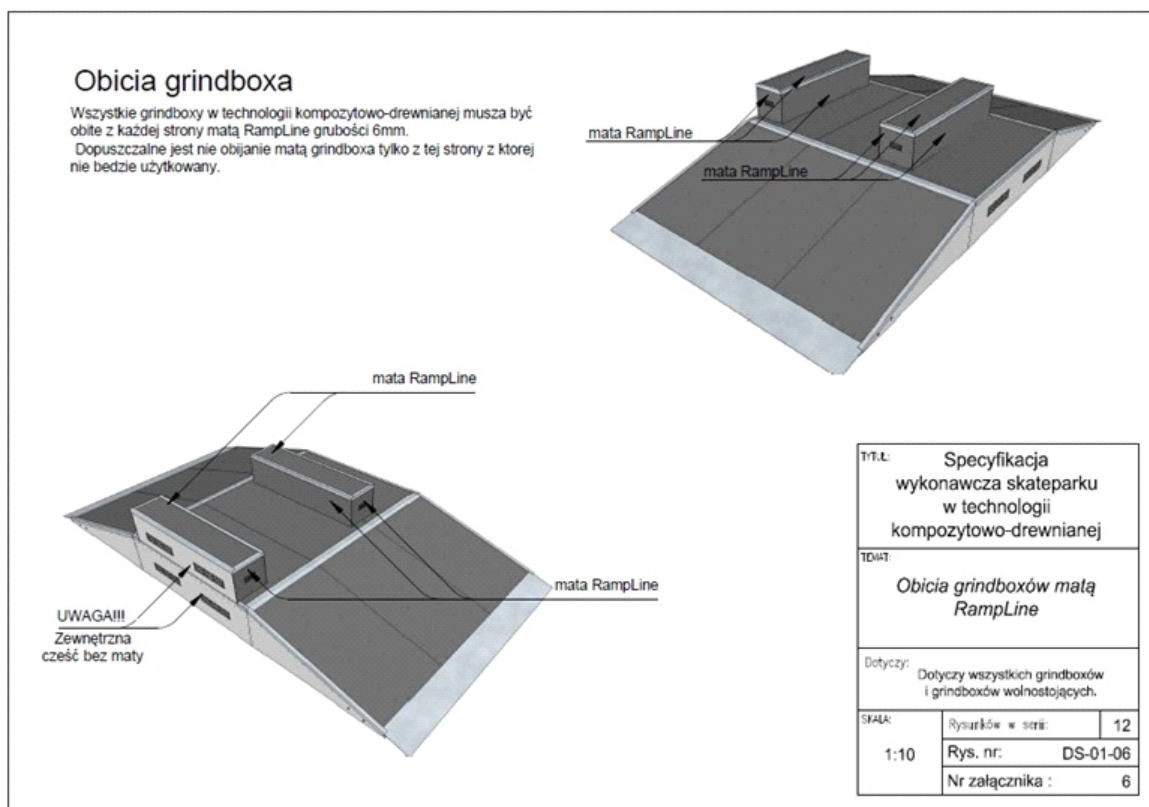 Obicia grindboxa
Wszystkie grindboxy w technologii kompozytowo-drewnianej musza być
obite z każdej strony matą RampLine grubości 6mm.
Dopuszczalne jest nie obijanie matą grindboxa tylko z tej strony z ktorej
nie bedzie użytkowany.
mata RampLine
mata RampLine
mata RampLine
mata RampLine
UWAGA!!!
Zewnętrzna
cześć bez maty
TYTUŁ:
Specyfikacja
wykonawcza skateparku
w technologii
kompozytowo-drewnianej
TEMAT:
Obicia grindboxów matą
RampLine
Dotyczy:
Dotyczy wszystkich grindboxów
i grindboxów wolnostojących.
SKALA:
1:10
Rysunków w serii: 12
Rys. nr: DS-01-06
Nr załącznika : 6